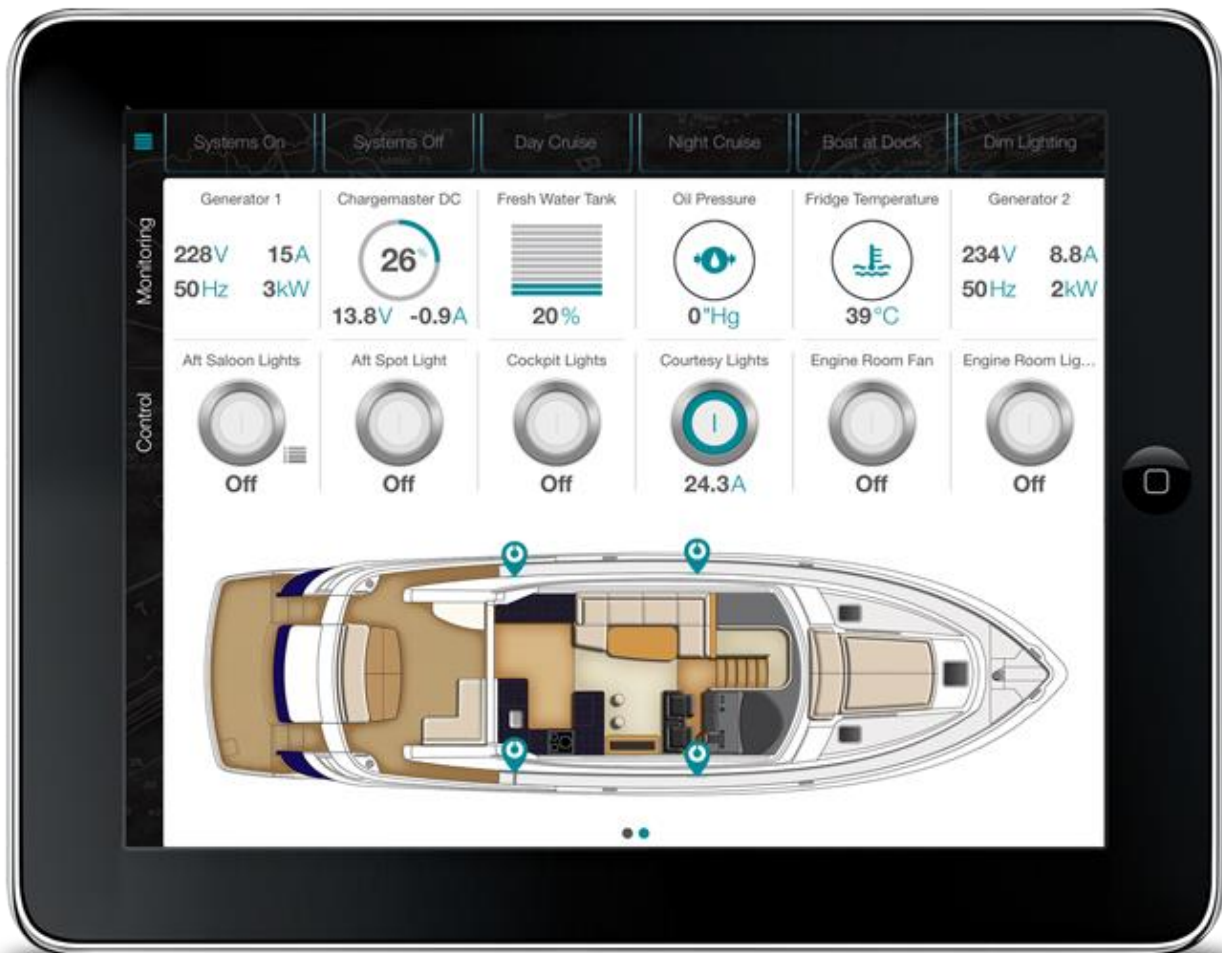 Systems On
Systems Off
Day Cruise
Night Cruise
Boat at Dock
Dim Lighting
Monitoring
Generator 1
228V 15A
50Hz 3kW
Chargemaster DC
26%
13.8V -0.9A
Fresh Water Tank
20%
Oil Pressure
0"Hg
Fridge Temperature
39°C
Generator 2
234V 8.8A
50Hz 2kW
Control
Aft Saloon Lights
Off
Aft Spot Light
Off
Cockpit Lights
Off
Courtesy Lights
24.3A
Engine Room Fan
Off
Engine Room Lig...
Off